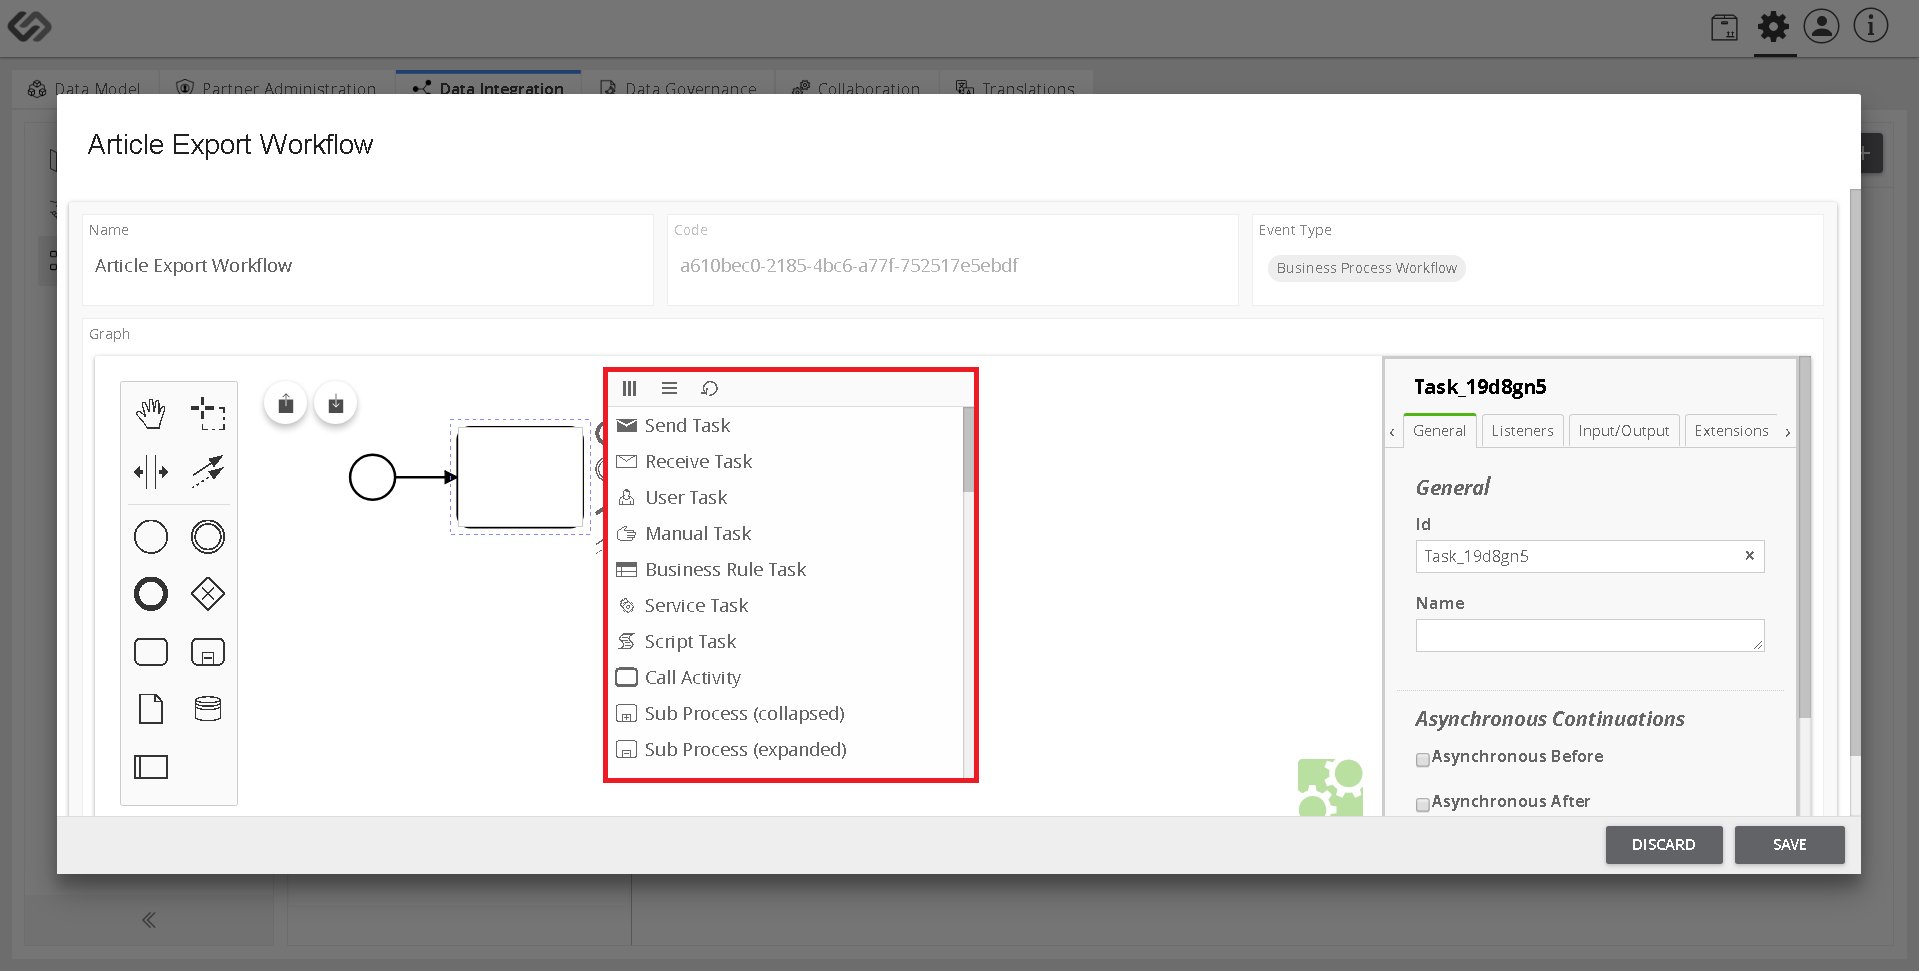 Data Model
Partner Administration
Data Integration
Data Governance
Collaboration
Translations
Article Export Workflow
Name
Article Export Workflow
Code
a610bec0-2185-4bc6-a77f-752517e5ebdf
Event Type
Business Process Workflow
Graph
Send Task
Receive Task
User Task
Manual Task
Business Rule Task
Service Task
Script Task
Call Activity
Sub Process (collapsed)
Sub Process (expanded)
Task_19d8gn5
General
Listeners
Input/Output
Extensions
General
Id
Task_19d8gn5
Name
Asynchronous Continuations
Asynchronous Before
Asynchronous After
DISCARD
SAVE